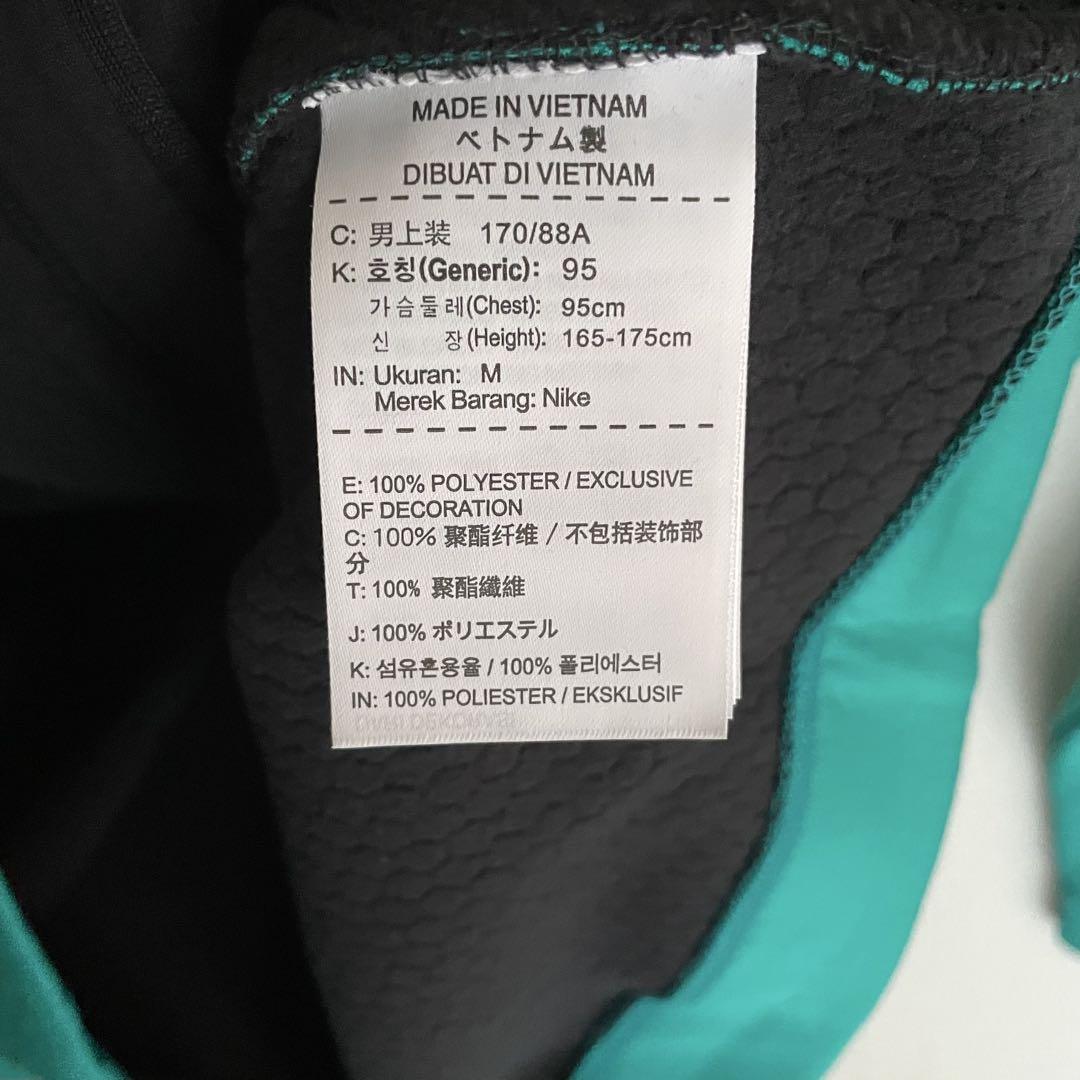 MADE IN VIETNAM
ベトナム製
DIBUAT DI VIETNAM
C: 男上装 170/88A
K: 호칭(Generic): 95
가슴둘레(Chest): 95cm
신 장(Height): 165-175cm
IN: Ukuran: M
Merek Barang: Nike
E: 100% POLYESTER / EXCLUSIVE
OF DECORATION
C: 100% 聚酯纤维 / 不包括装饰部
分
T: 100% 聚酯纖維
J: 100% ポリエステル
K: 섬유혼용율 / 100% 폴리에스터
IN: 100% POLIESTER / EKSKLUSIF